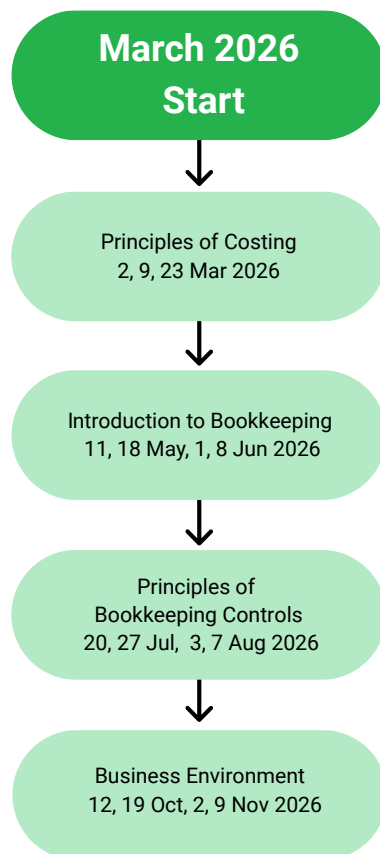 March 2026
Start
Principles of Costing
2, 9, 23 Mar 2026
Introduction to Bookkeeping
11, 18 May, 1, 8 Jun 2026
Principles of
Bookkeeping Controls
20, 27 Jul, 3, 7 Aug 2026
Business Environment
12, 19 Oct, 2, 9 Nov 2026